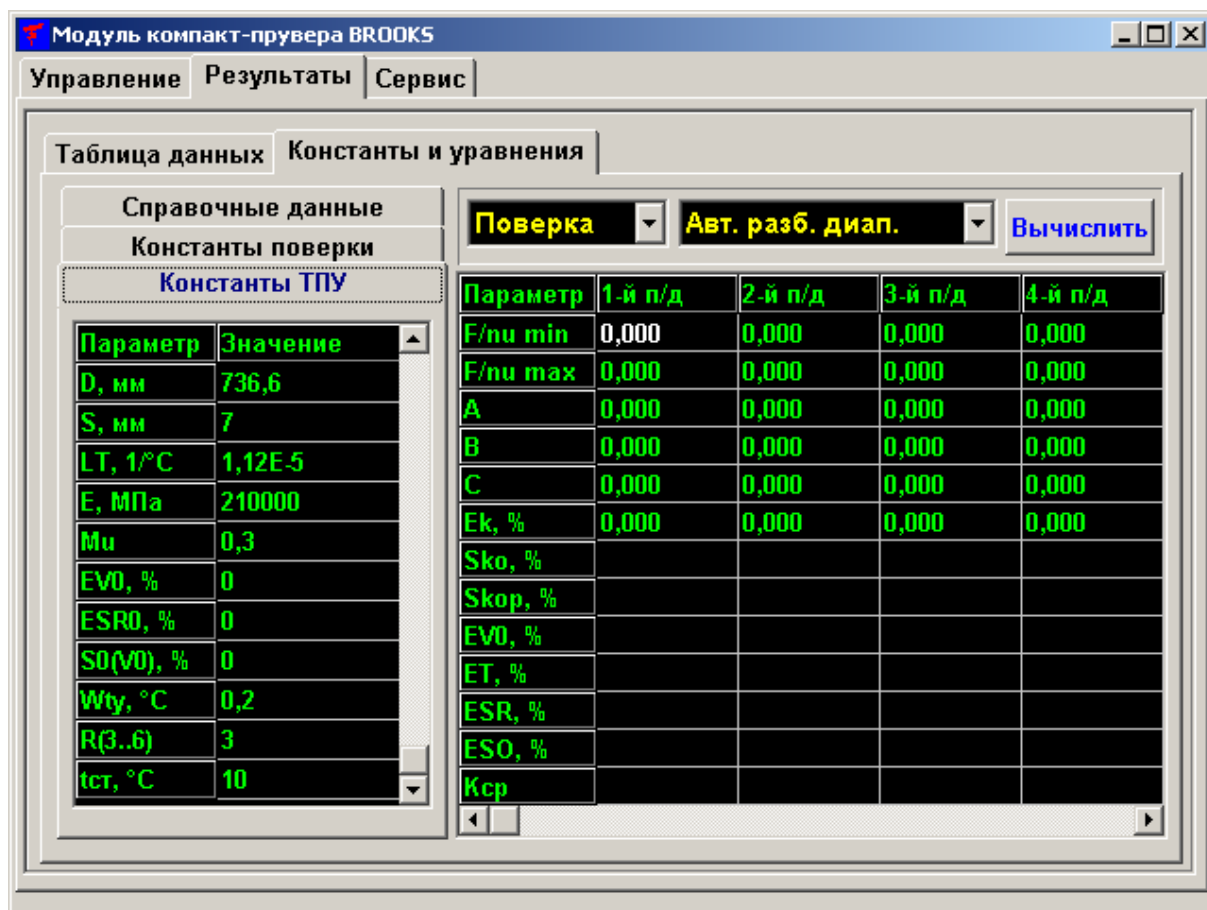 Модуль компакт-прувера BROOKS
Управление Результаты Сервис
Таблица данных Константы и уравнения
Справочные данные
Константы поверки
Константы ТПУ
Параметр Значение
D, мм 736,6
S, мм 7
LT, 1/°C 1,12E-5
E, МПа 210000
Mu 0,3
EV0, % 0
ESR0, % 0
S0(V0), % 0
Wty, °C 0,2
R(3..6) 3
tст, °C 10
Поверка Авт. разб. диап. Вычислить
Параметр 1-й п/д 2-й п/д 3-й п/д 4-й п/д
F/nu min 0,000 0,000 0,000 0,000
F/nu max 0,000 0,000 0,000 0,000
A 0,000 0,000 0,000 0,000
B 0,000 0,000 0,000 0,000
C 0,000 0,000 0,000 0,000
Ek, % 0,000 0,000 0,000 0,000
Sko, %
Skop, %
EV0, %
ET, %
ESR, %
ESO, %
Kcp